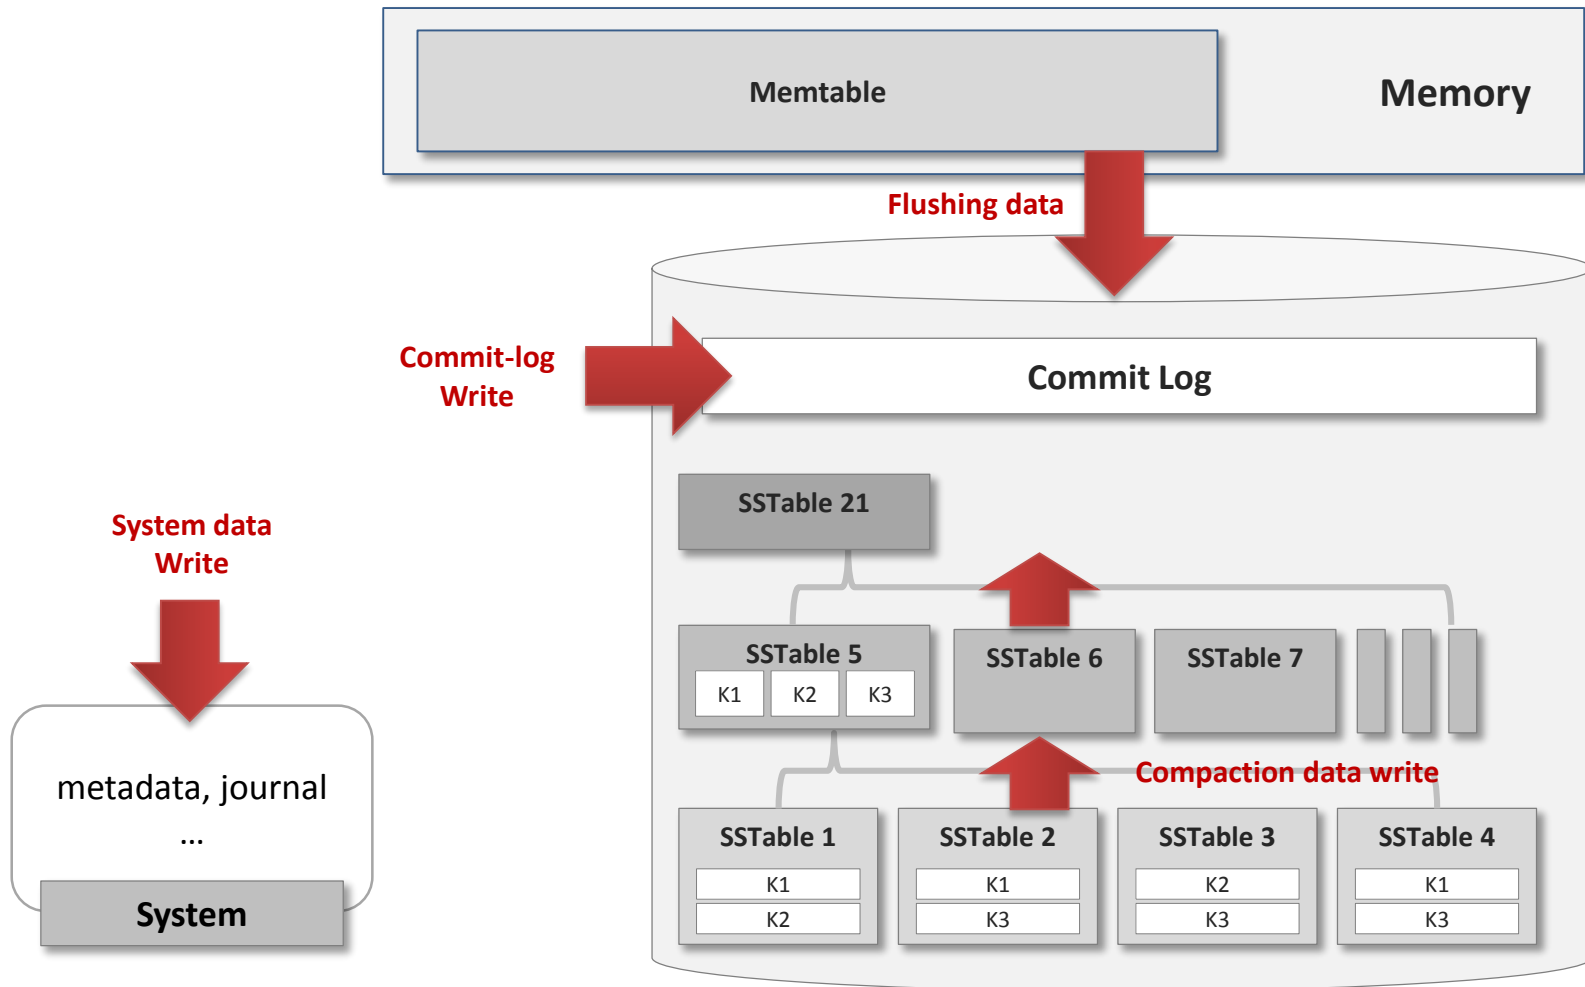 Memtable
Memory
Flushing data
Commit-log
Write
Commit Log
SSTable 21
System data
Write
SSTable 5
K1 K2 K3
SSTable 6
SSTable 7
metadata, journal
...
System
Compaction data write
SSTable 1
K1
K2
SSTable 2
K1
K3
SSTable 3
K2
K3
SSTable 4
K1
K3